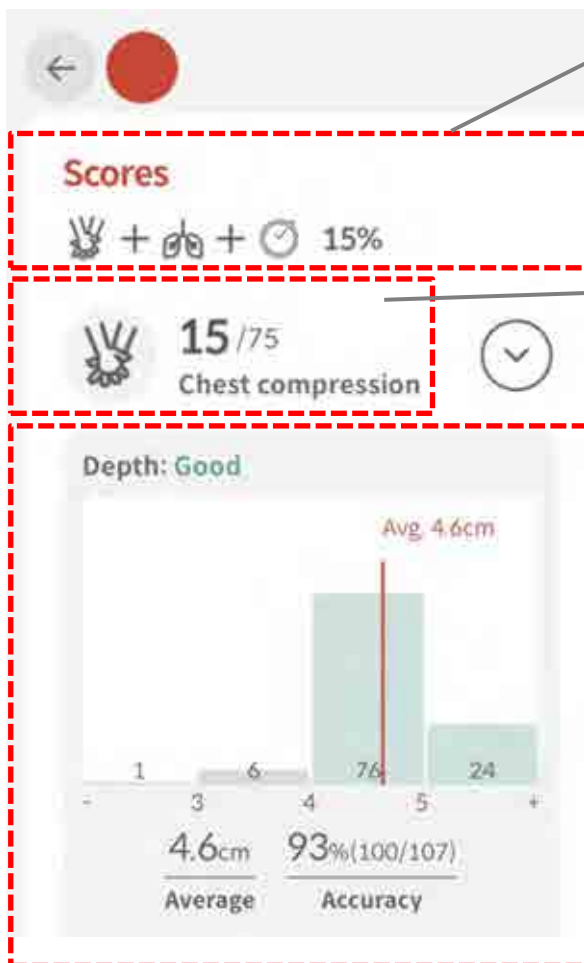 Scores
+ + 15%
15/75
Chest compression
Depth: Good
Avg. 4.6cm
1 6 76 24
- 3 4 5 +
4.6cm 93%(100/107)
Average Accuracy